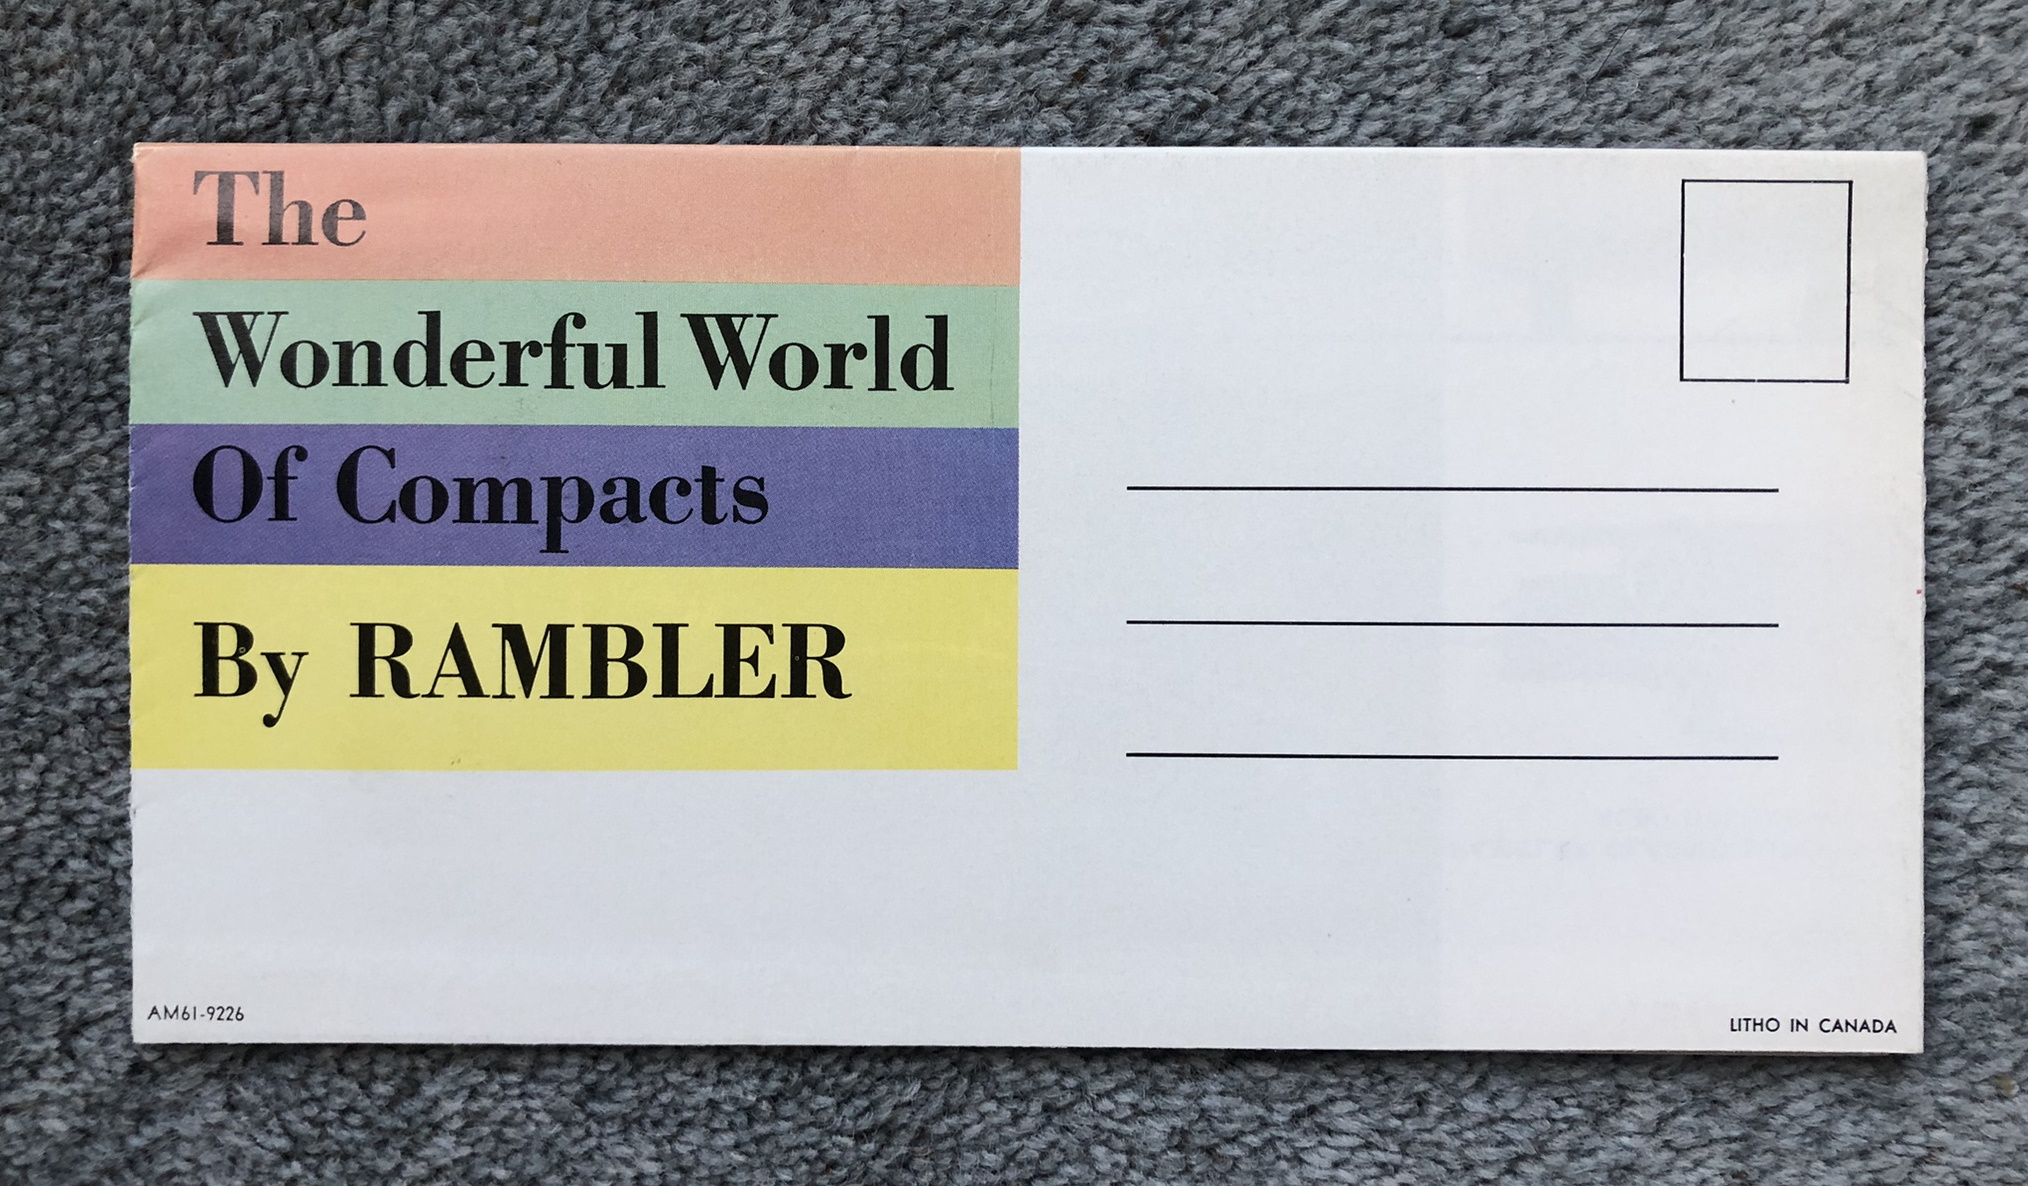 The
Wonderful World
Of Compacts
By RAMBLER
AM61-9226
LITHO IN CANADA